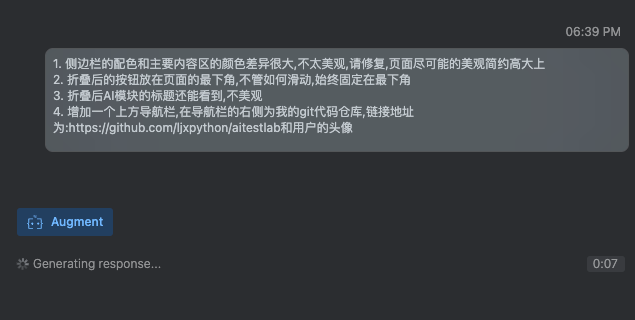 06:39 PM
1. 侧边栏的配色和主要内容区的颜色差异很大,不太美观,请修复,页面尽可能的美观简约高大上
2. 折叠后的按钮放在页面的最下角,不管如何滑动,始终固定在最下角
3. 折叠后AI模块的标题还能看到,不美观
4. 增加一个上方导航栏,在导航栏的右侧为我的git代码仓库,链接地址
为:https://github.com/ljxpython/aitestlab和用户的头像
Augment
Generating response...
0:07